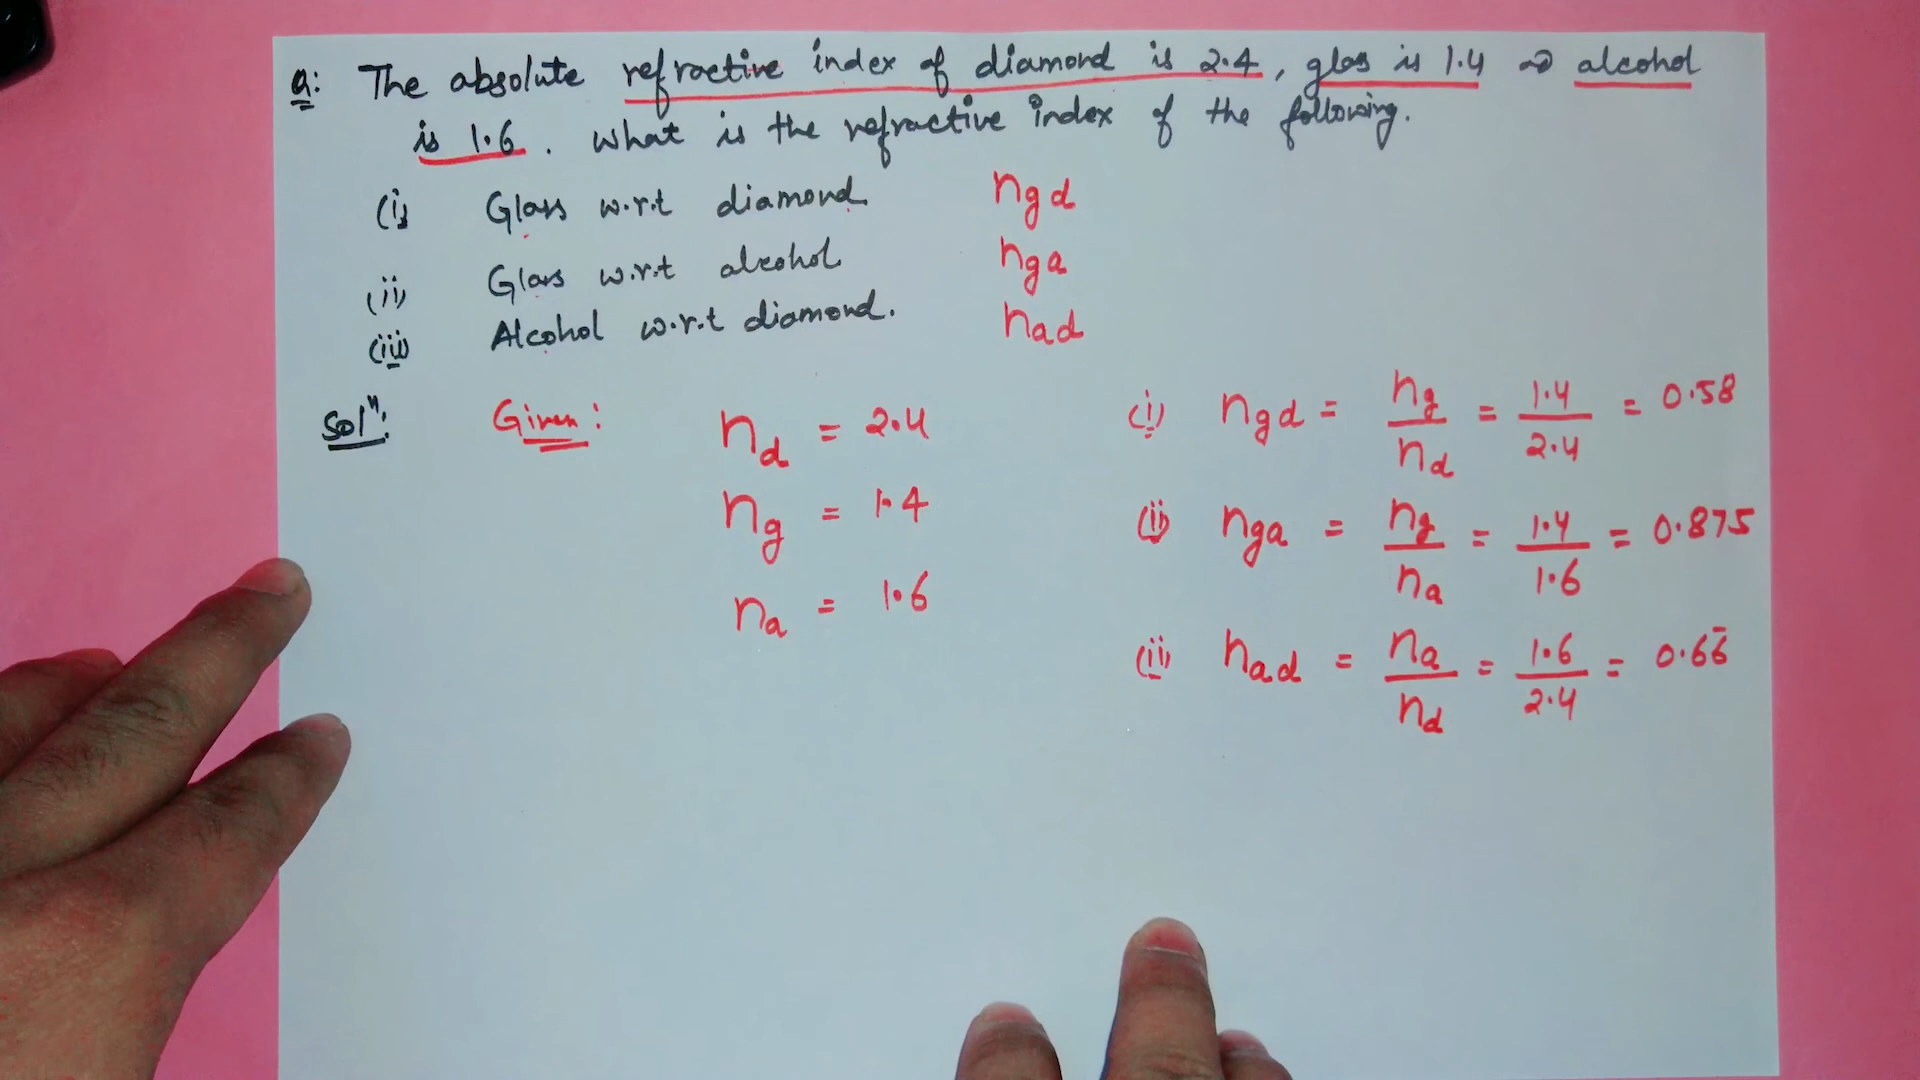 Q: The absolute refractive index of diamond is 2.4, glas is 1.4 & alcohol
is 1.6. What is the refractive index of the following.
(i) Glass w.r.t diamond. ngd
(ii) Glass w.r.t alcohol. nga
(iii) Alcohol w.r.t diamond. nad
Solⁿ: Given: nd = 2.4
ng = 1.4
na = 1.6
(i) ngd = ng/nd = 1.4/2.4 = 0.58
(ii) nga = ng/na = 1.4/1.6 = 0.875
(ii) nad = na/nd = 1.6/2.4 = 0.66̅